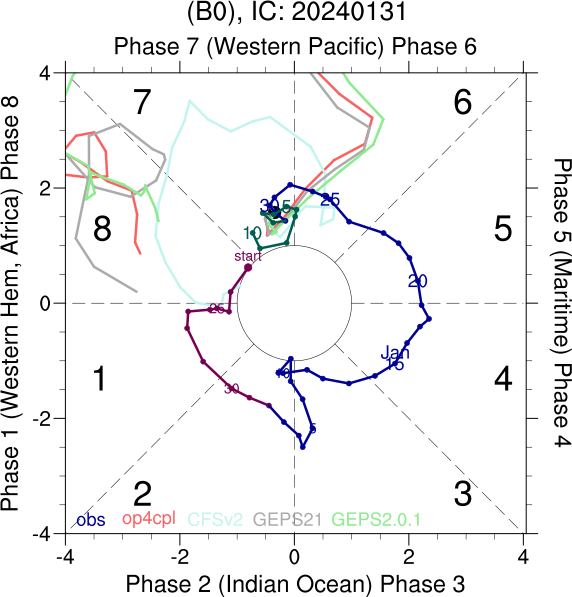 (B0), IC: 20240131
Phase 7 (Western Pacific) Phase 6
Phase 1 (Western Hem, Africa) Phase 8
Phase 5 (Maritime) Phase 4
4
2
0
-2
-4
7
6
8
5
1
4
2
3
30
5
25
10
start
20
25
Jan
15
10
30
5
obs op4cpl CFSv2 GEPS21 GEPS2.0.1
-4 -2 0 2 4
Phase 2 (Indian Ocean) Phase 3